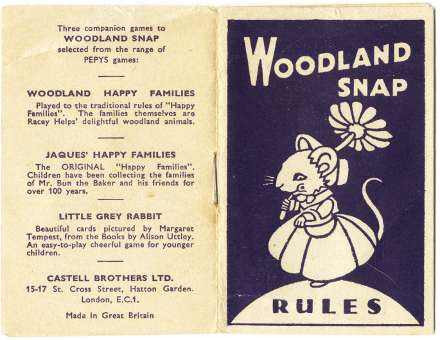 Three companion games to
WOODLAND SNAP
selected from the range of
PEPYS games:
WOODLAND HAPPY FAMILIES
Played to the traditional rules of "Happy
Families". The families themselves are
Racey Helps' delightful woodland animals.
JAQUES' HAPPY FAMILIES
The ORIGINAL "Happy Families".
Children have been collecting the families
of Mr. Bun the Baker and his friends for
over 100 years.
LITTLE GREY RABBIT
Beautiful cards pictured by Margaret
Tempest, from the Books by Alison Uttley.
An easy-to-play cheerful game for younger
children.
CASTELL BROTHERS LTD.
15-17 St. Cross Street, Hatton Garden.
London, E.C.1.
Made in Great Britain
WOODLAND
SNAP
RULES